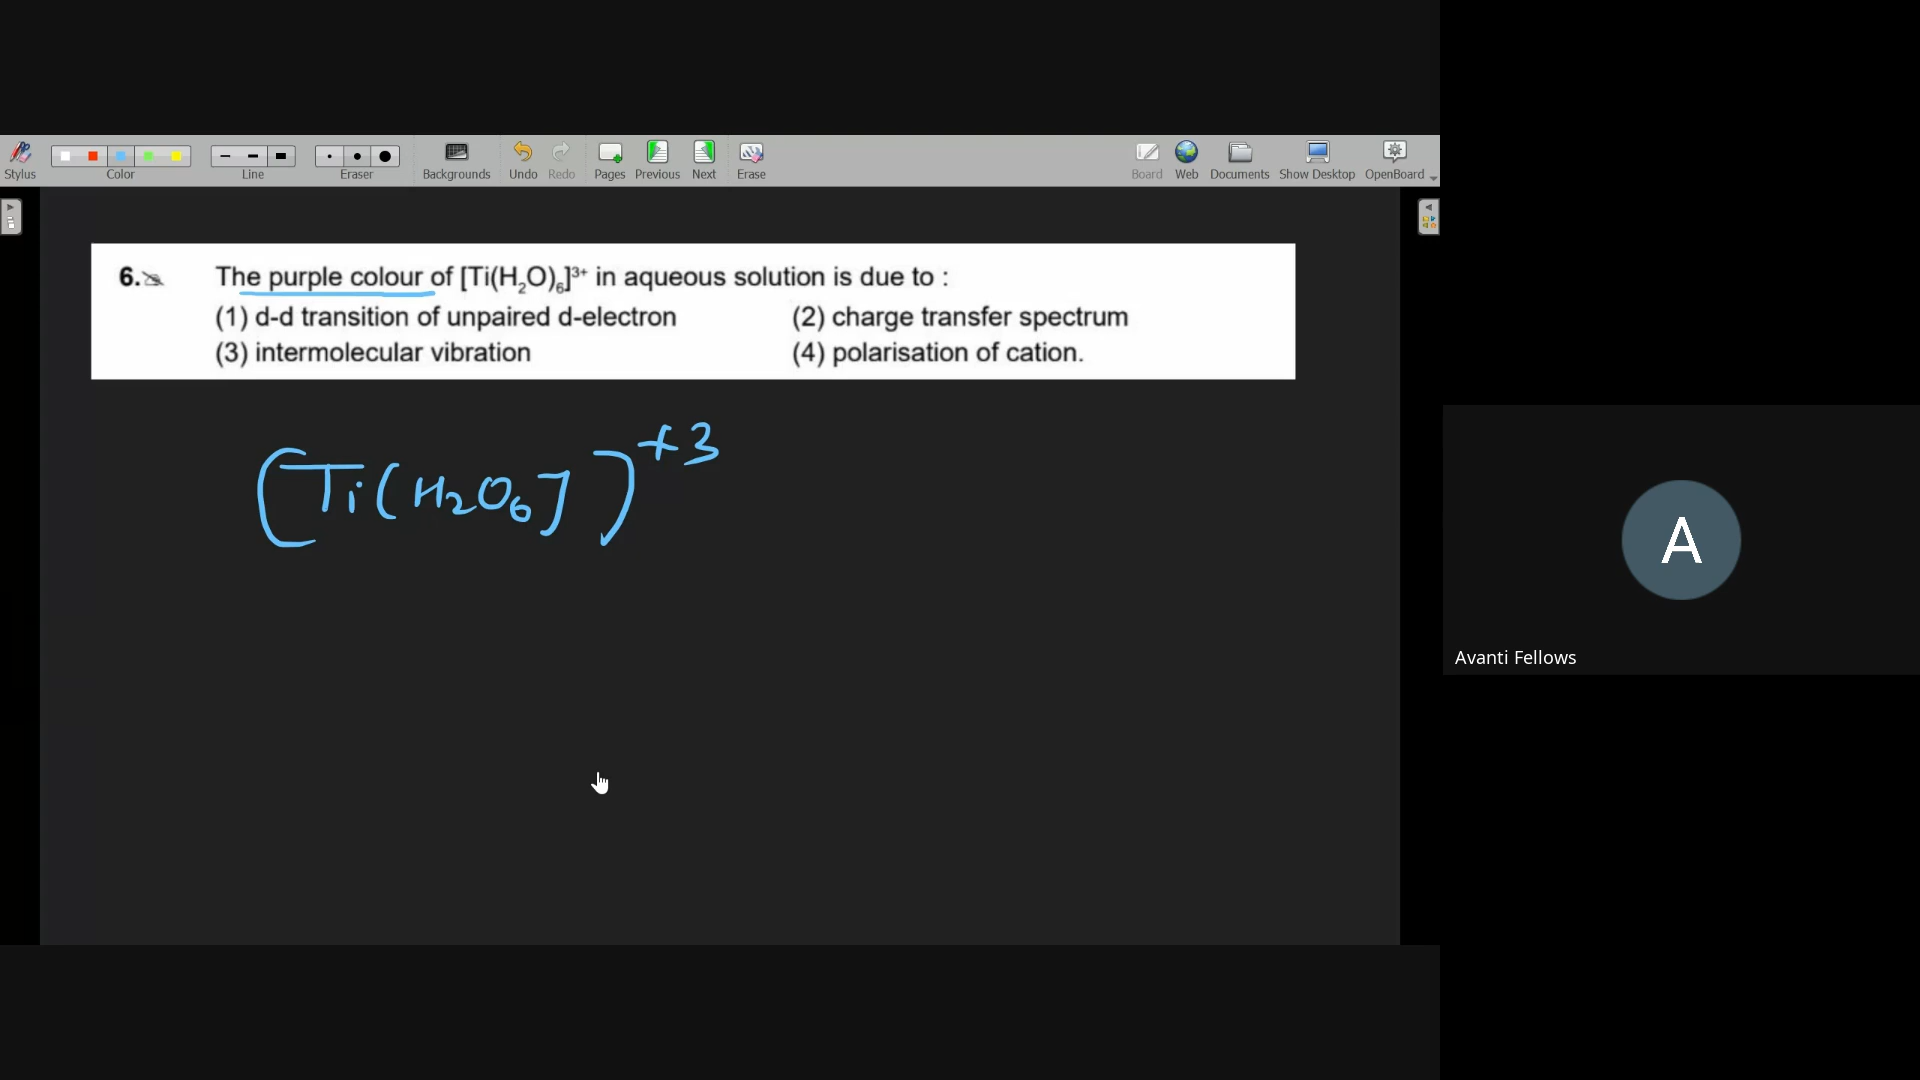 Stylus Color Line Eraser Backgrounds Undo Redo Pages Previous Next Erase Board Web Documents Show Desktop OpenBoard
6. The purple colour of [Ti(H₂O)₆]³⁺ in aqueous solution is due to :
(1) d-d transition of unpaired d-electron (2) charge transfer spectrum
(3) intermolecular vibration (4) polarisation of cation.
[Ti(H₂O₆])⁺³
A
Avanti Fellows